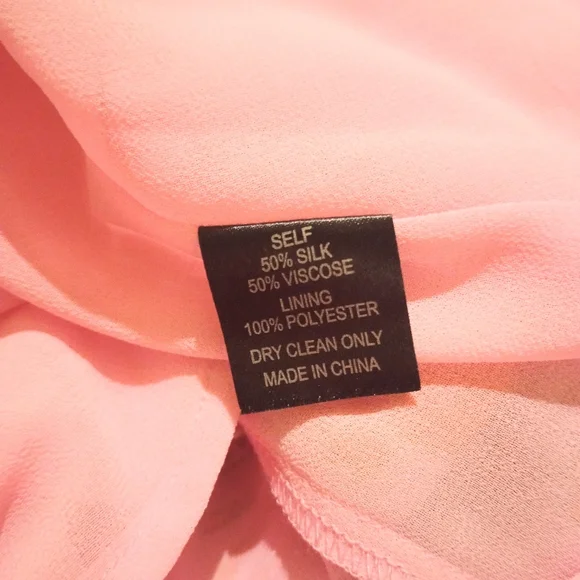 SELF
50% SILK
50% VISCOSE
LINING
100% POLYESTER
DRY CLEAN ONLY
MADE IN CHINA